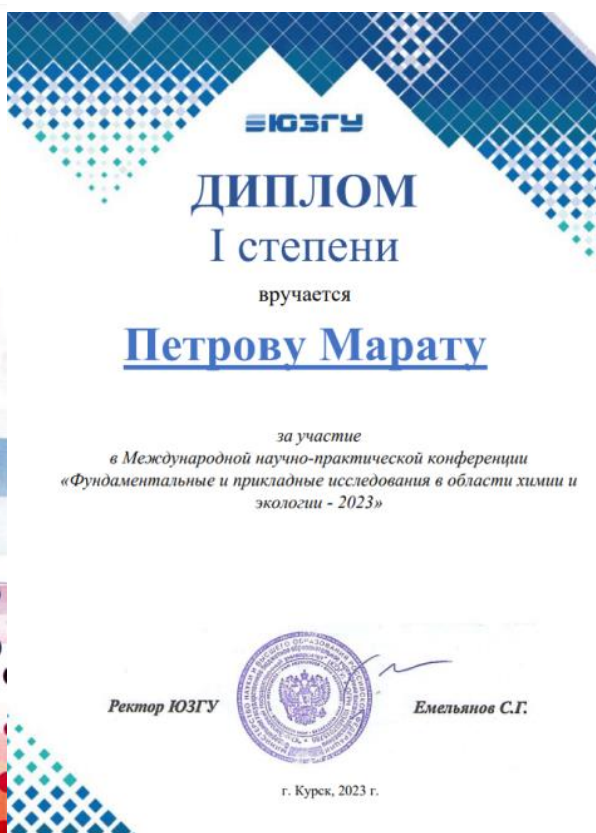 ЮЗГУ
ДИПЛОМ
I степени
вручается
Петрову Марату
за участие
в Международной научно-практической конференции
«Фундаментальные и прикладные исследования в области химии и
экологии - 2023»
Ректор ЮЗГУ
Емельянов С.Г.
г. Курск, 2023 г.